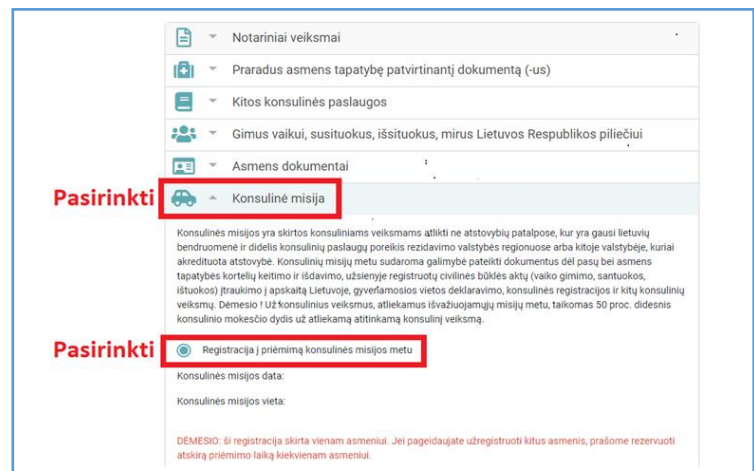 Notariniai veiksmai
Praradus asmens tapatybę patvirtinantį dokumentą (-us)
Kitos konsulinės paslaugos
Gimus vaikui, susituokus, išsituokus, mirus Lietuvos Respublikos piliečiui
Asmens dokumentai
Pasirinkti
Konsulinė misija
Konsulinės misijos yra skirtos konsuliniams veiksmams atlikti ne atstovybių patalpose, kur yra gausi lietuvių
bendruomenė ir didelis konsulinių paslaugų poreikis rezidavimo valstybės regionuose arba kitoje valstybėje, kuriai
akredituota atstovybė. Konsulinių misijų metu sudaroma galimybė pateikti dokumentus dėl pasų bei asmens
tapatybės kortelių keitimo ir išdavimo, užsienyje registruotų civilinės būklės aktų (vaiko gimimo, santuokos,
ištuokos) įtraukimo į apskaitą Lietuvoje, gyvenamosios vietos deklaravimo, konsulinės registracijos ir kitų konsulinių
veiksmų. Dėmesio ! Už konsulinius veiksmus, atliekamus išvažiuojamųjų misijų metu, taikomas 50 proc. didesnis
konsulinio mokesčio dydis už atliekamą atitinkamą konsulinį veiksmą.
Pasirinkti
Registracija į priėmimą konsulinės misijos metu
Konsulinės misijos data:
Konsulinės misijos vieta:
DĖMESIO: ši registracija skirta vienam asmeniui. Jei pageidaujate užregistruoti kitus asmenis, prašome rezervuoti
atskirą priėmimo laiką kiekvienam asmeniui.